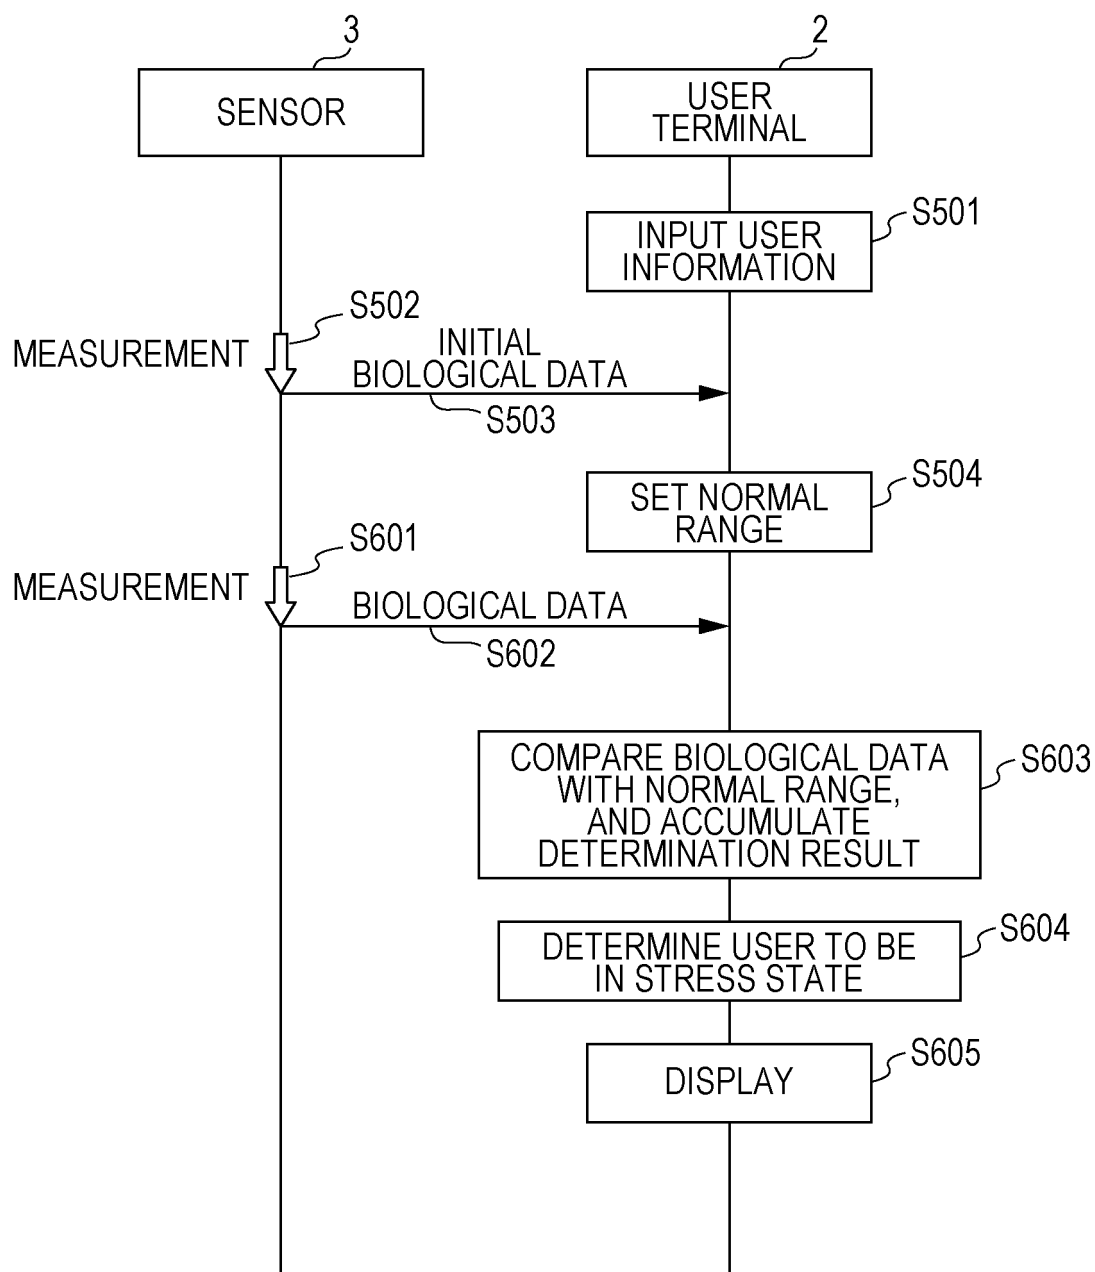 3
2
SENSOR
USER
TERMINAL
S501
INPUT USER
INFORMATION
S502
MEASUREMENT
INITIAL
BIOLOGICAL DATA
S503
S504
SET NORMAL
RANGE
S601
MEASUREMENT
BIOLOGICAL DATA
S602
COMPARE BIOLOGICAL DATA
WITH NORMAL RANGE,
AND ACCUMULATE
DETERMINATION RESULT
S603
S604
DETERMINE USER TO BE
IN STRESS STATE
S605
DISPLAY